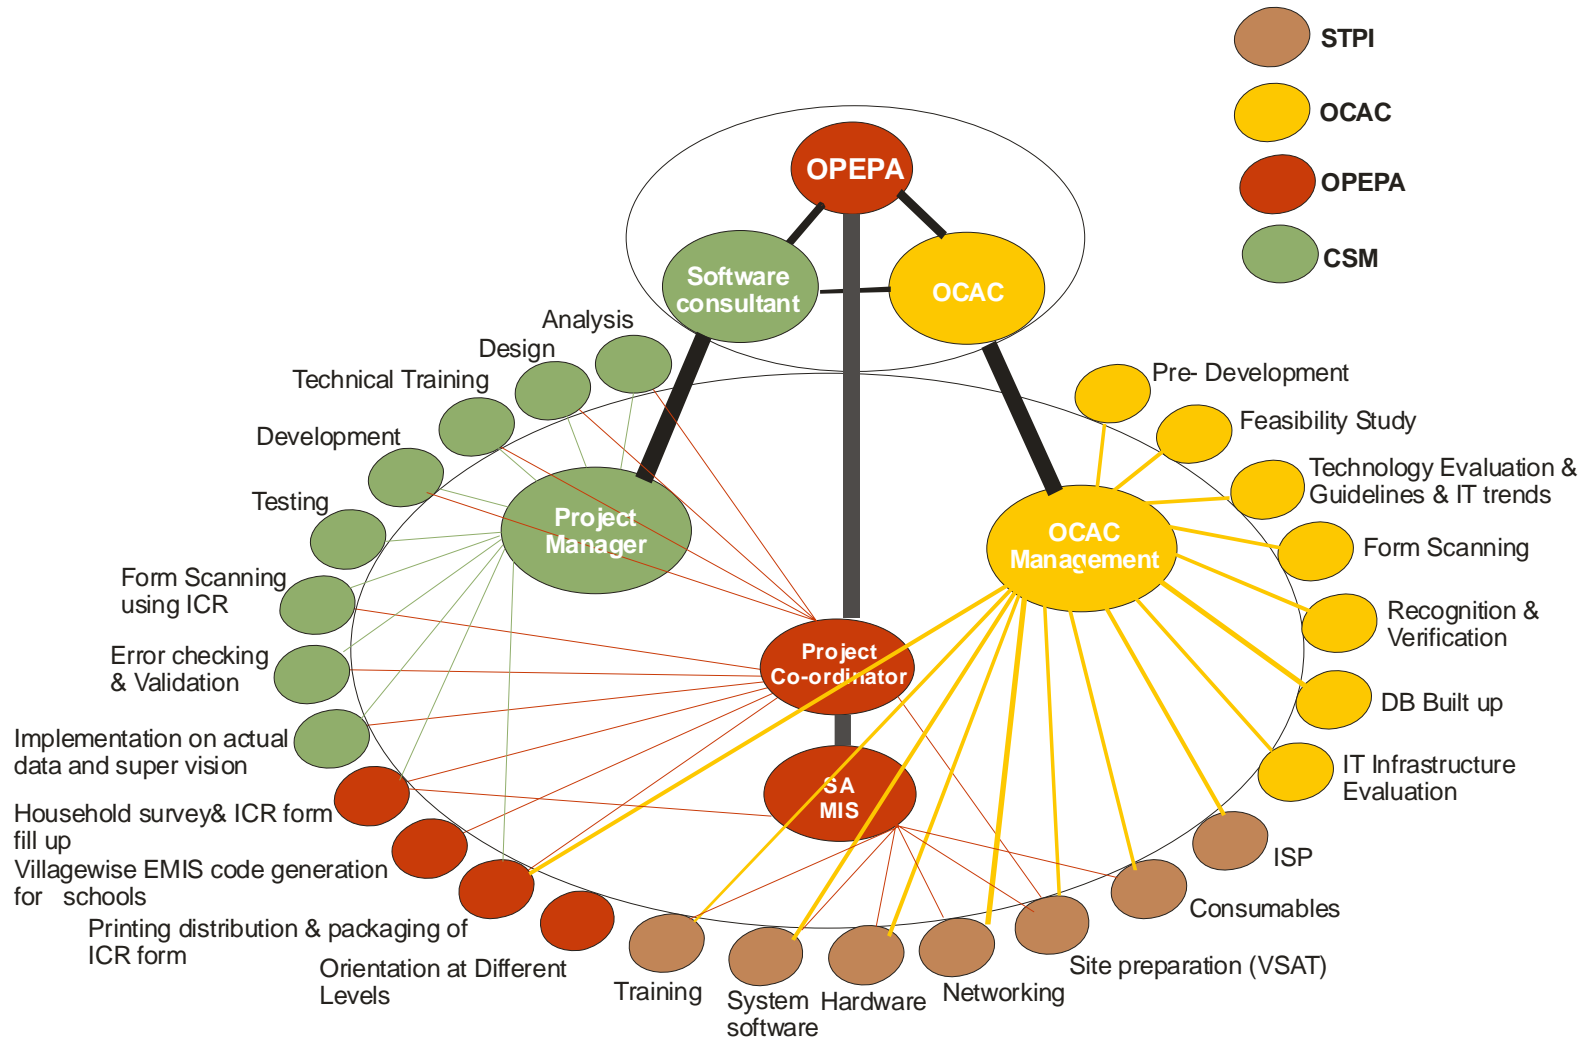 STPI
OCAC
OPEPA
CSM
OPEPA
Software
consultant
OCAC
Analysis
Design
Technical Training
Development
Testing
Form Scanning
using ICR
Error checking
& Validation
Implementation on actual
data and super vision
Household survey& ICR form
fill up
Villagewise EMIS code generation
for schools
Printing distribution & packaging of
ICR form
Orientation at Different
Levels
Project
Manager
Project
Co-ordinator
SA
MIS
OCAC
Management
Pre- Development
Feasibility Study
Technology Evaluation &
Guidelines & IT trends
Form Scanning
Recognition &
Verification
DB Built up
IT Infrastructure
Evaluation
ISP
Consumables
Site preparation (VSAT)
Networking
Hardware
System
software
Training